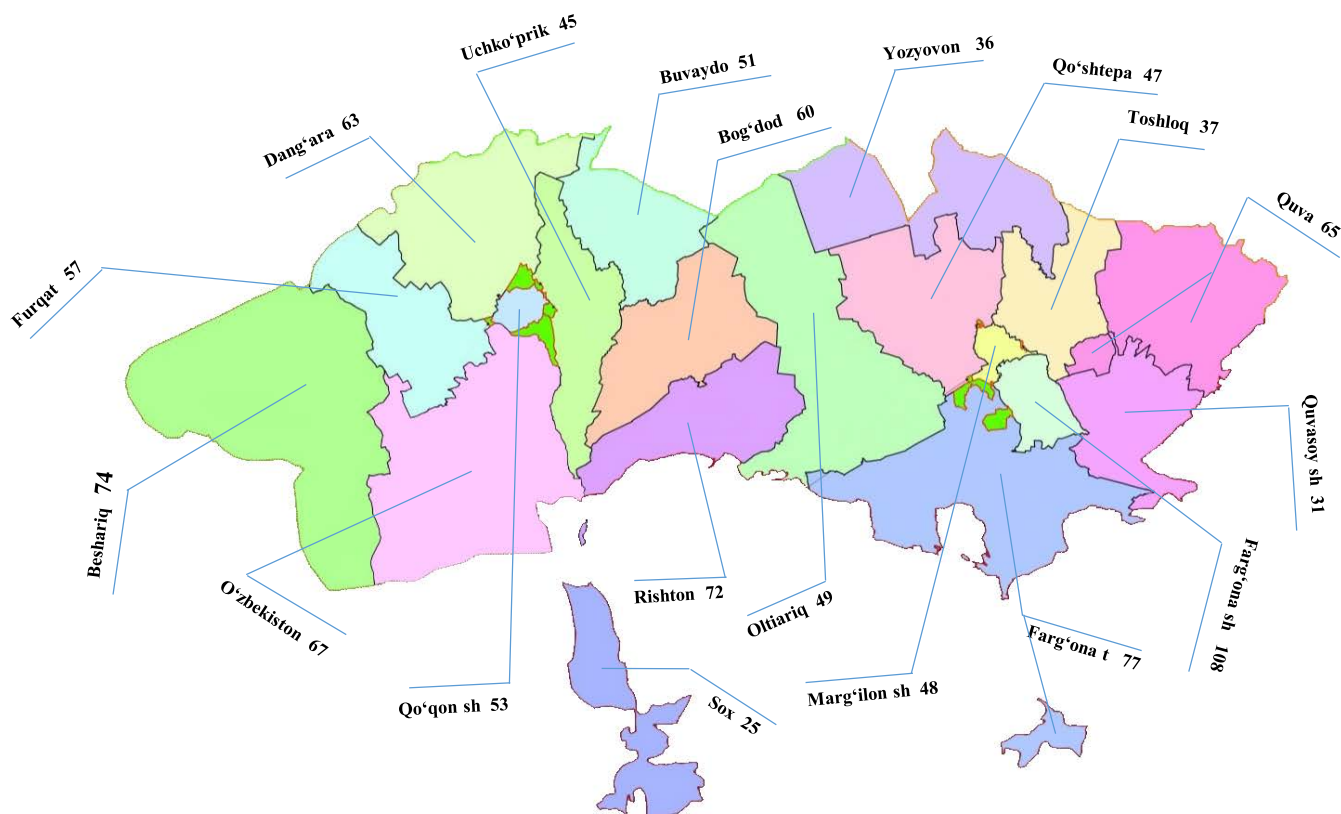 Uchko‘prik 45
Buvaydo 51
Yozyovon 36
Qo‘shtepa 47
Bog‘dod 60
Toshloq 37
Dang‘ara 63
Quva 65
Furqat 57
Quvasoy sh 31
Beshariq 74
O‘zbekiston 67
Rishton 72
Oltiariq 49
Farg‘ona sh 108
Farg‘ona t 77
Marg‘ilon sh 48
Qo‘qon sh 53
Sox 25